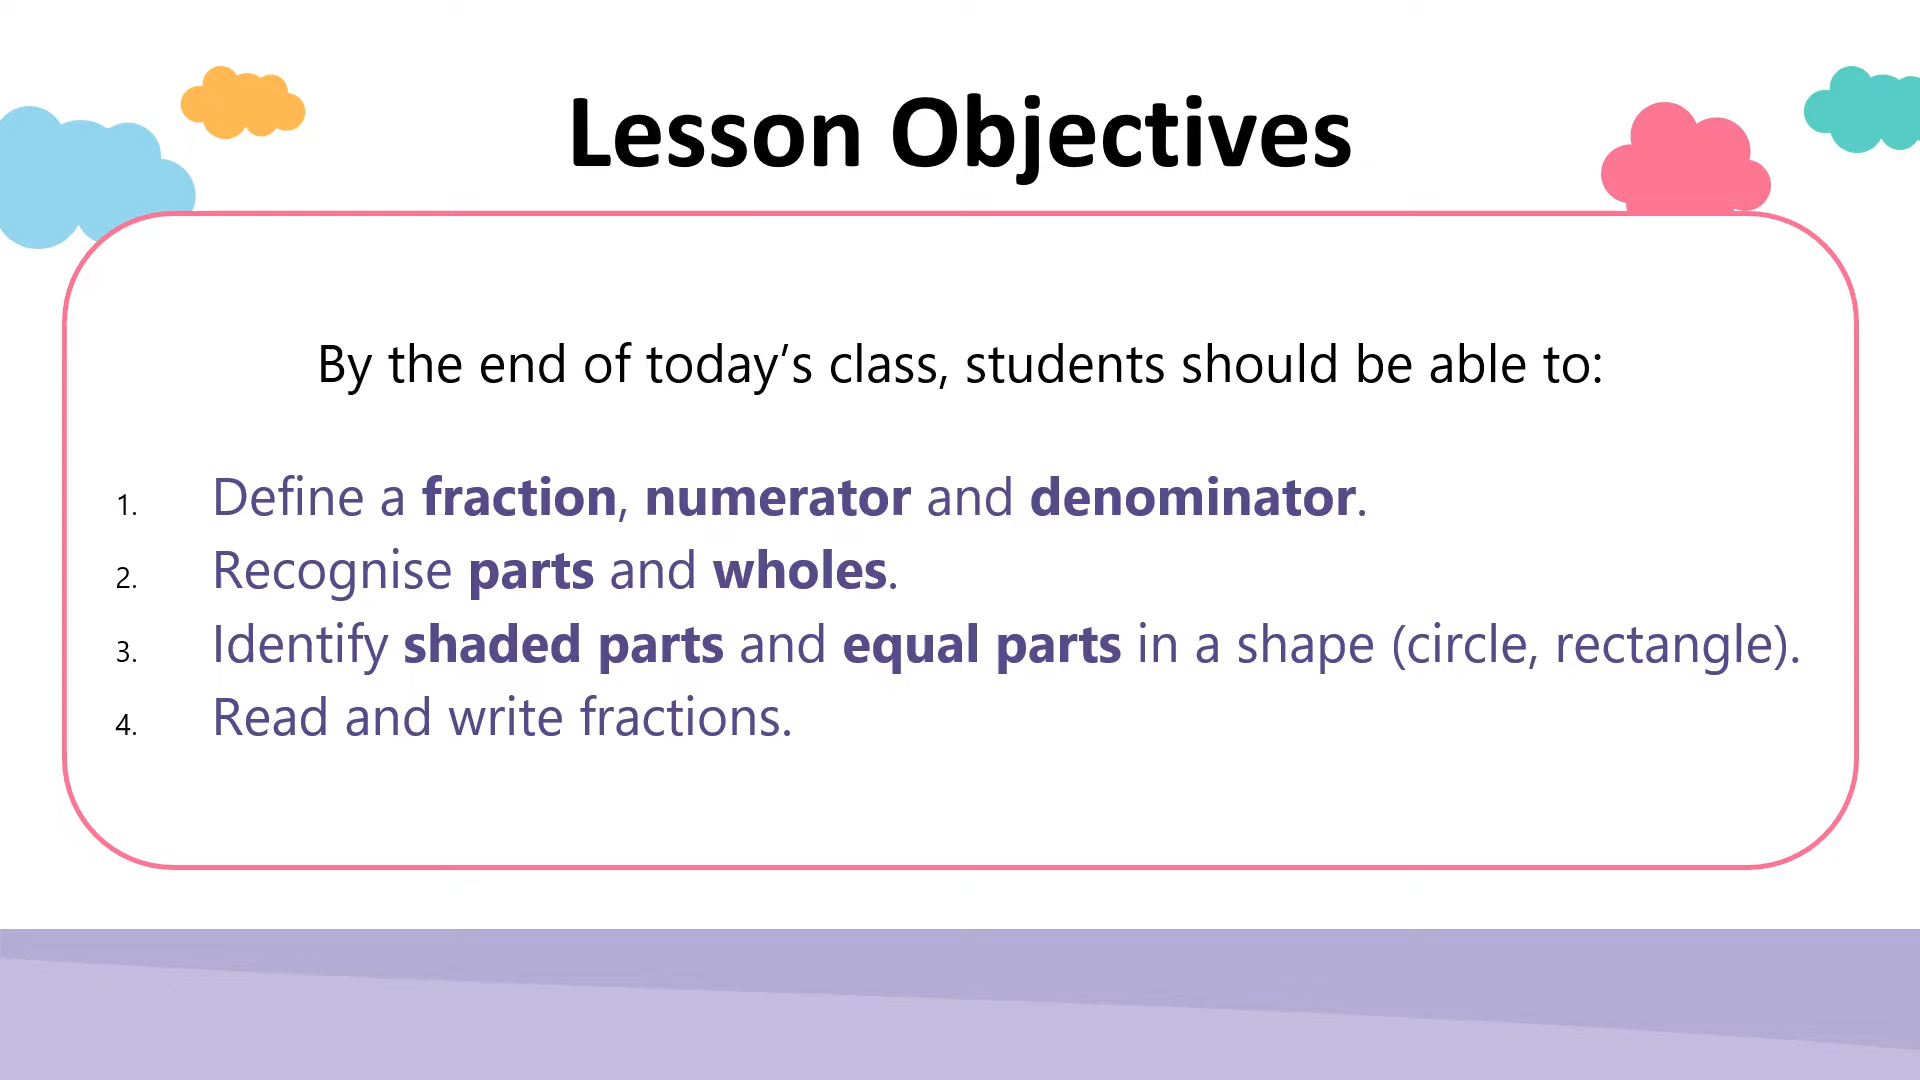 Lesson Objectives
By the end of today’s class, students should be able to:
1. Define a fraction, numerator and denominator.
2. Recognise parts and wholes.
3. Identify shaded parts and equal parts in a shape (circle, rectangle).
4. Read and write fractions.